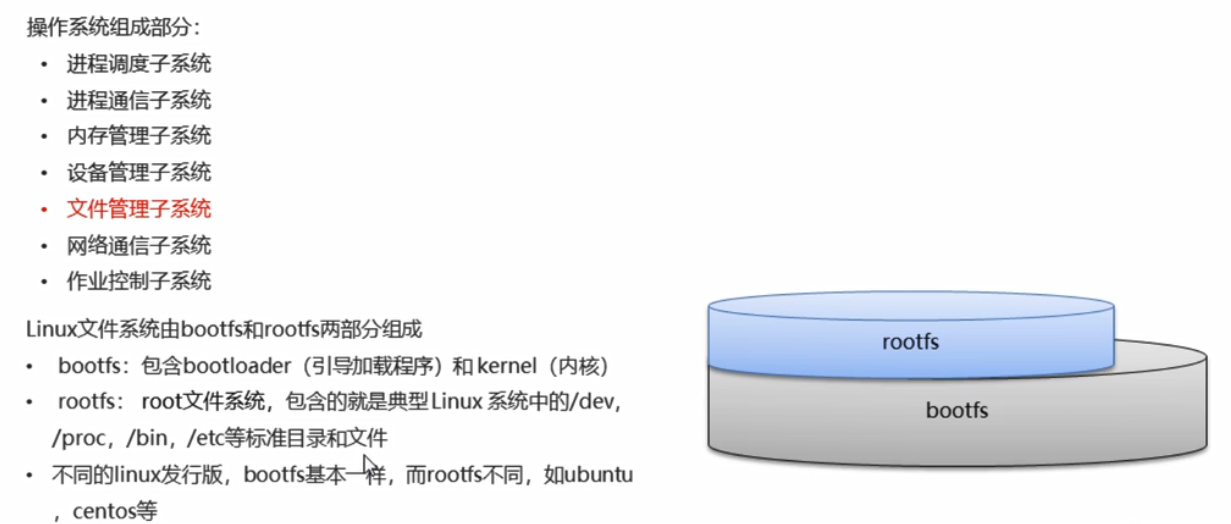 操作系统组成部分：
• 进程调度子系统
• 进程通信子系统
• 内存管理子系统
• 设备管理子系统
• 文件管理子系统
• 网络通信子系统
• 作业控制子系统
Linux文件系统由bootfs和rootfs两部分组成
• bootfs：包含bootloader（引导加载程序）和 kernel（内核）
• rootfs： root文件系统，包含的就是典型 Linux 系统中的/dev，
/proc，/bin，/etc等标准目录和文件
• 不同的linux发行版，bootfs基本一样，而rootfs不同，如ubuntu
，centos等
rootfs
bootfs